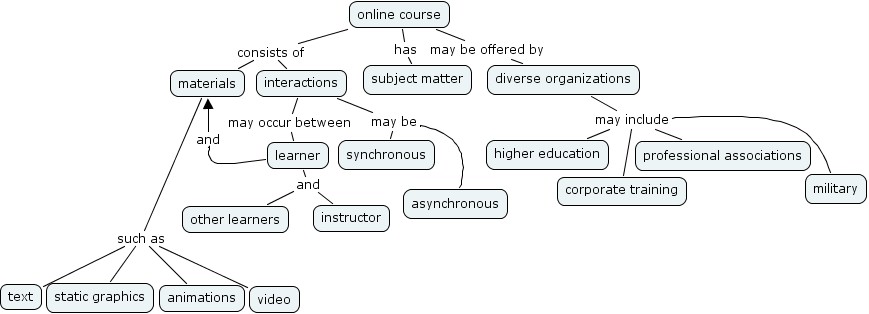 online course
consists of
has
may be offered by
materials
interactions
subject matter
diverse organizations
may occur between
may be
may include
and
learner
synchronous
higher education
professional associations
and
corporate training
military
other learners
instructor
asynchronous
such as
text
static graphics
animations
video